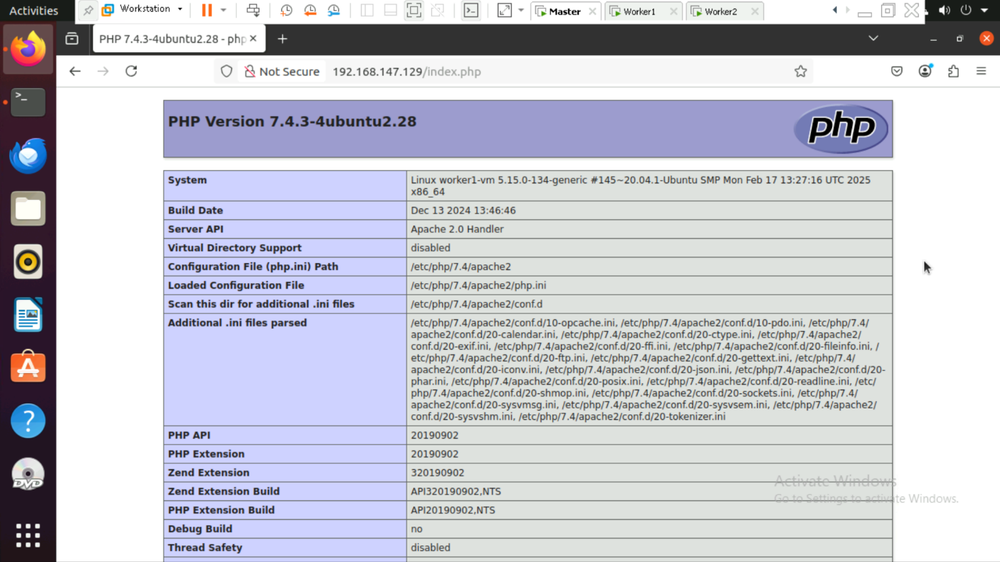 Activities
Workstation
Master
Worker1
Worker2
PHP 7.4.3-4ubuntu2.28 - php
Not Secure
192.168.147.129/index.php
PHP Version 7.4.3-4ubuntu2.28
php
System
Linux worker1-vm 5.15.0-134-generic #145~20.04.1-Ubuntu SMP Mon Feb 17 13:27:16 UTC 2025
x86_64
Build Date
Dec 13 2024 13:46:46
Server API
Apache 2.0 Handler
Virtual Directory Support
disabled
Configuration File (php.ini) Path
/etc/php/7.4/apache2
Loaded Configuration File
/etc/php/7.4/apache2/php.ini
Scan this dir for additional .ini files
/etc/php/7.4/apache2/conf.d
Additional .ini files parsed
/etc/php/7.4/apache2/conf.d/10-opcache.ini, /etc/php/7.4/apache2/conf.d/10-pdo.ini, /etc/php/7.4/
apache2/conf.d/20-calendar.ini, /etc/php/7.4/apache2/conf.d/20-ctype.ini, /etc/php/7.4/apache2/
conf.d/20-exif.ini, /etc/php/7.4/apache2/conf.d/20-ffi.ini, /etc/php/7.4/apache2/conf.d/20-fileinfo.ini, /
etc/php/7.4/apache2/conf.d/20-ftp.ini, /etc/php/7.4/apache2/conf.d/20-gettext.ini, /etc/php/7.4/
apache2/conf.d/20-iconv.ini, /etc/php/7.4/apache2/conf.d/20-json.ini, /etc/php/7.4/apache2/conf.d/20-
phar.ini, /etc/php/7.4/apache2/conf.d/20-posix.ini, /etc/php/7.4/apache2/conf.d/20-readline.ini, /etc/
php/7.4/apache2/conf.d/20-shmop.ini, /etc/php/7.4/apache2/conf.d/20-sockets.ini, /etc/php/7.4/
apache2/conf.d/20-sysvmsg.ini, /etc/php/7.4/apache2/conf.d/20-sysvsem.ini, /etc/php/7.4/apache2/
conf.d/20-sysvshm.ini, /etc/php/7.4/apache2/conf.d/20-tokenizer.ini
PHP API
20190902
PHP Extension
20190902
Zend Extension
320190902
Zend Extension Build
API320190902,NTS
PHP Extension Build
API20190902,NTS
Debug Build
no
Thread Safety
disabled
Activate Windows
Go to Settings to activate Windows.
DVD